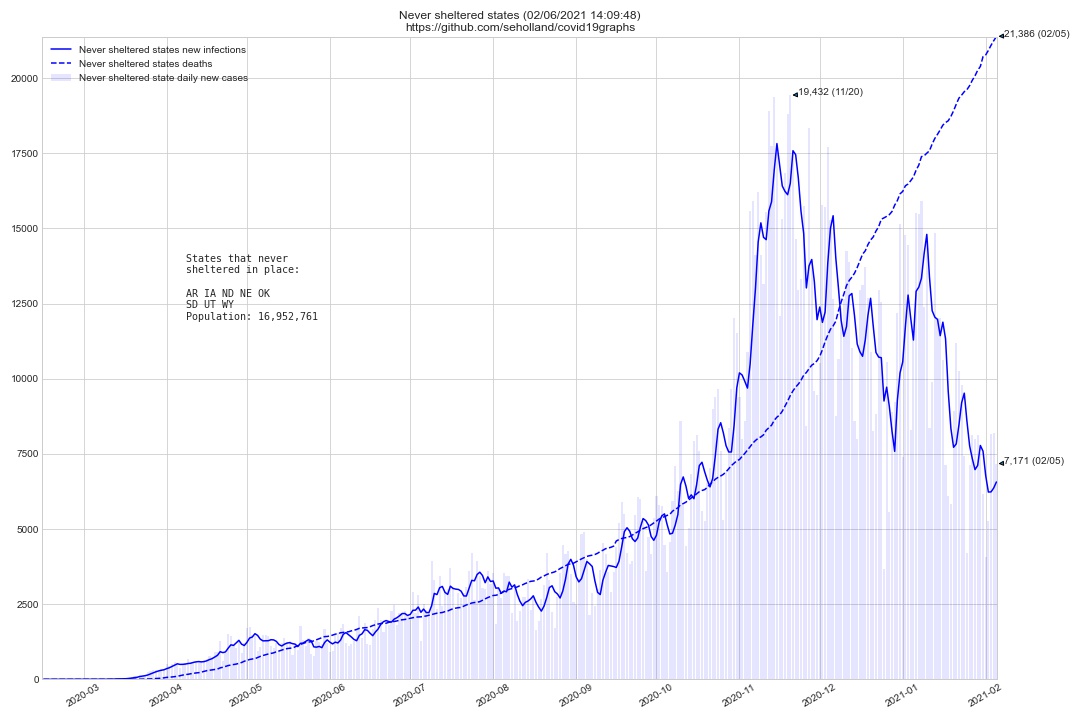 Never sheltered states (02/06/2021 14:09:48)
https://github.com/seholland/covid19graphs
Never sheltered states new infections
Never sheltered states deaths
Never sheltered state daily new cases
21,386 (02/05)
19,432 (11/20)
7,171 (02/05)
States that never
sheltered in place:
AR IA ND NE OK
SD UT WY
Population: 16,952,761
20000
17500
15000
12500
10000
7500
5000
2500
0
2020-03
2020-04
2020-05
2020-06
2020-07
2020-08
2020-09
2020-10
2020-11
2020-12
2021-01
2021-02